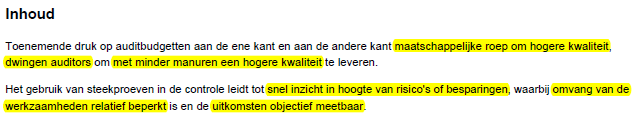 Inhoud
Toenemende druk op auditbudgetten aan de ene kant en aan de andere kant maatschappelijke roep om hogere kwaliteit,
dwingen auditors om met minder manuren een hogere kwaliteit te leveren.
Het gebruik van steekproeven in de controle leidt tot snel inzicht in hoogte van risico's of besparingen, waarbij omvang van de
werkzaamheden relatief beperkt is en de uitkomsten objectief meetbaar.